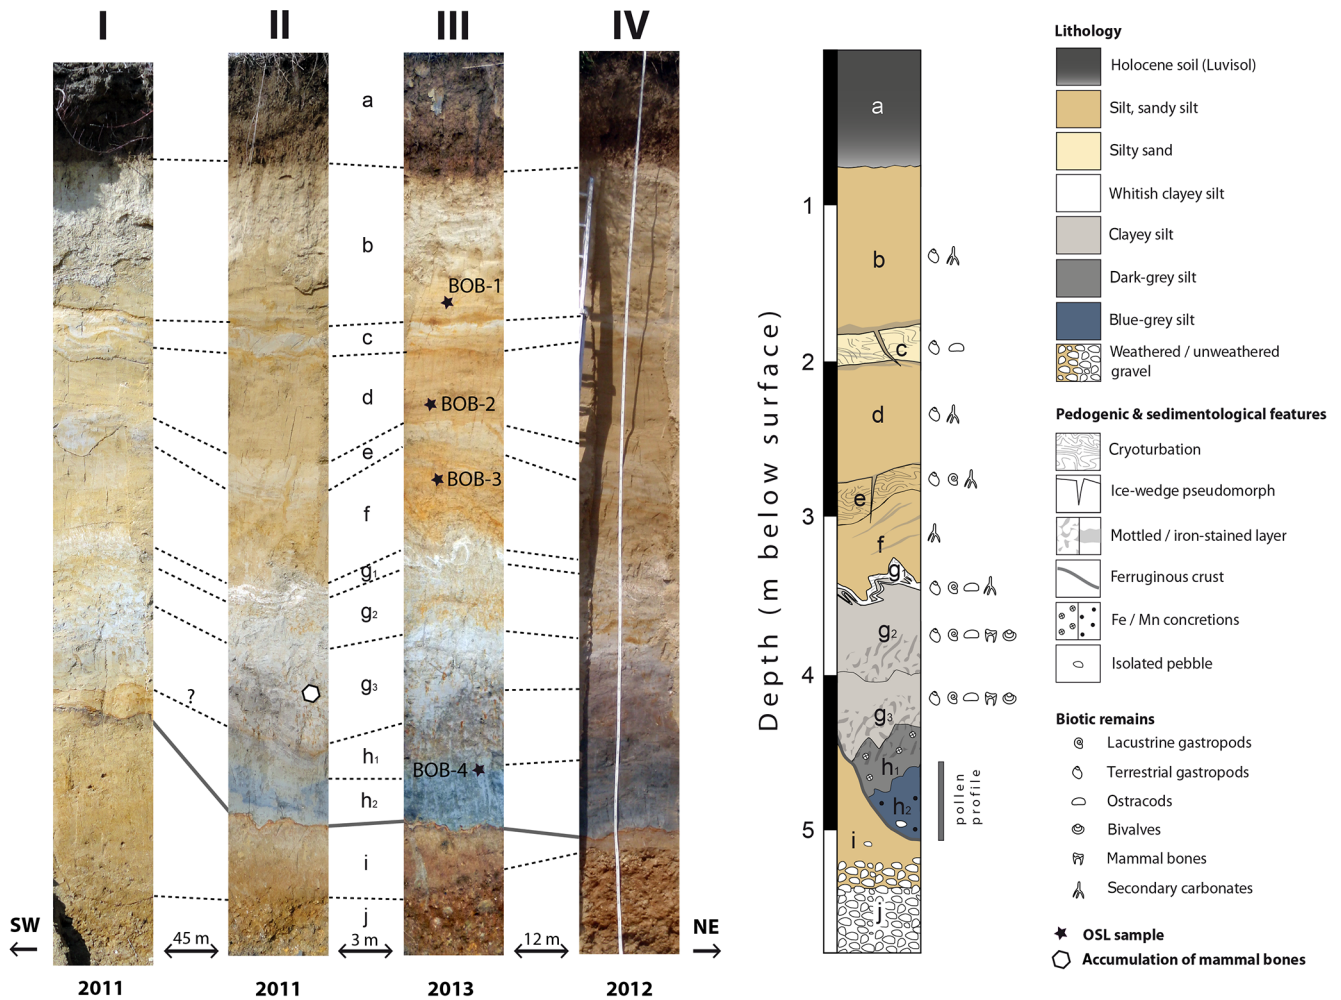 I II III IV
a
b
BOB-1
c
d
BOB-2
e
BOB-3
f
g1
g2
g3
?
h1
BOB-4
h2
i
j
SW
NE
45 m
3 m
12 m
2011
2011
2013
2012
Depth (m below surface)
1
2
3
4
5
a
b
c
d
e
f
g1
g2
g3
h1
h2
i
j
pollen
profile
Lithology
Holocene soil (Luvisol)
Silt, sandy silt
Silty sand
Whitish clayey silt
Clayey silt
Dark-grey silt
Blue-grey silt
Weathered / unweathered
gravel
Pedogenic & sedimentological features
Cryoturbation
Ice-wedge pseudomorph
Mottled / iron-stained layer
Ferruginous crust
Fe / Mn concretions
Isolated pebble
Biotic remains
Lacustrine gastropods
Terrestrial gastropods
Ostracods
Bivalves
Mammal bones
Secondary carbonates
OSL sample
Accumulation of mammal bones